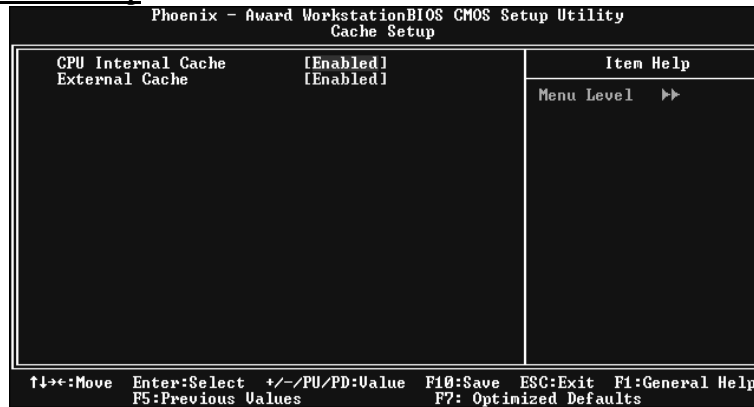 Phoenix - Award WorkstationBIOS CMOS Setup Utility
Cache Setup
CPU Internal Cache [Enabled]
External Cache [Enabled]
Item Help
Menu Level ▶▶
↑↓→←:Move Enter:Select +/-/PU/PD:Value F10:Save ESC:Exit F1:General Help
F5:Previous Values F7: Optimized Defaults